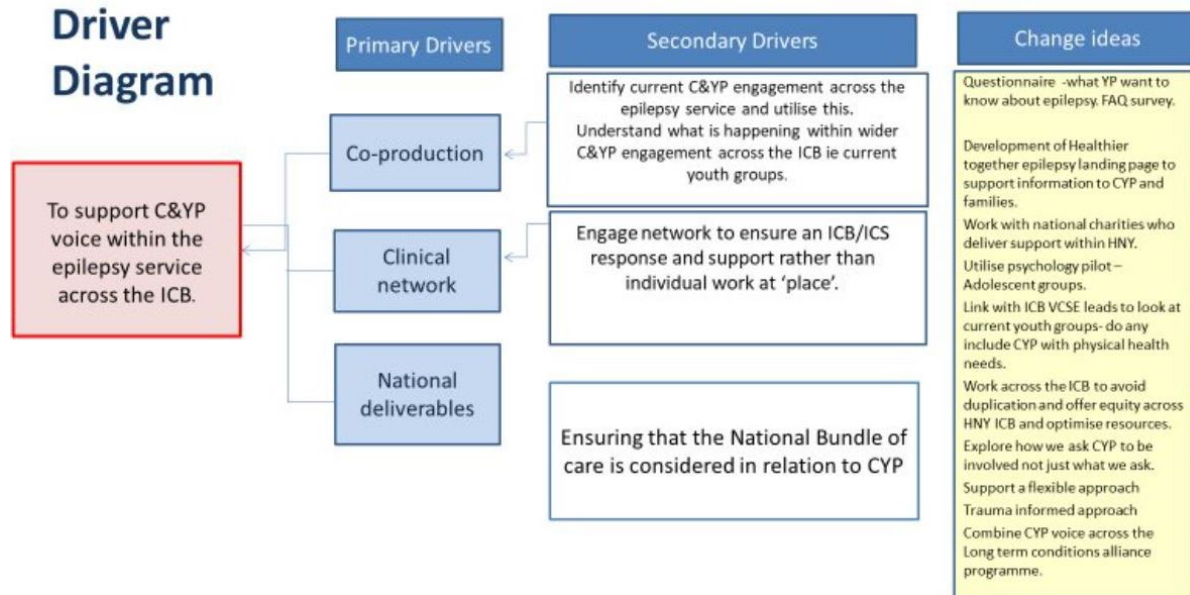 Driver
Diagram
Primary Drivers
Secondary Drivers
Change ideas
To support C&YP
voice within the
epilepsy service
across the ICB.
Co-production
Clinical
network
National
deliverables
Identify current C&YP engagement across the
epilepsy service and utilise this.
Understand what is happening within wider
C&YP engagement across the ICB ie current
youth groups.
Engage network to ensure an ICB/ICS
response and support rather than
individual work at ‘place’.
Ensuring that the National Bundle of
care is considered in relation to CYP
Questionnaire -what YP want to
know about epilepsy. FAQ survey.
Development of Healthier
together epilepsy landing page to
support information to CYP and
families.
Work with national charities who
deliver support within HNY.
Utilise psychology pilot –
Adolescent groups.
Link with ICB VCSE leads to look at
current youth groups- do any
include CYP with physical health
needs.
Work across the ICB to avoid
duplication and offer equity across
HNY ICB and optimise resources.
Explore how we ask CYP to be
involved not just what we ask.
Support a flexible approach
Trauma informed approach
Combine CYP voice across the
Long term conditions alliance
programme.